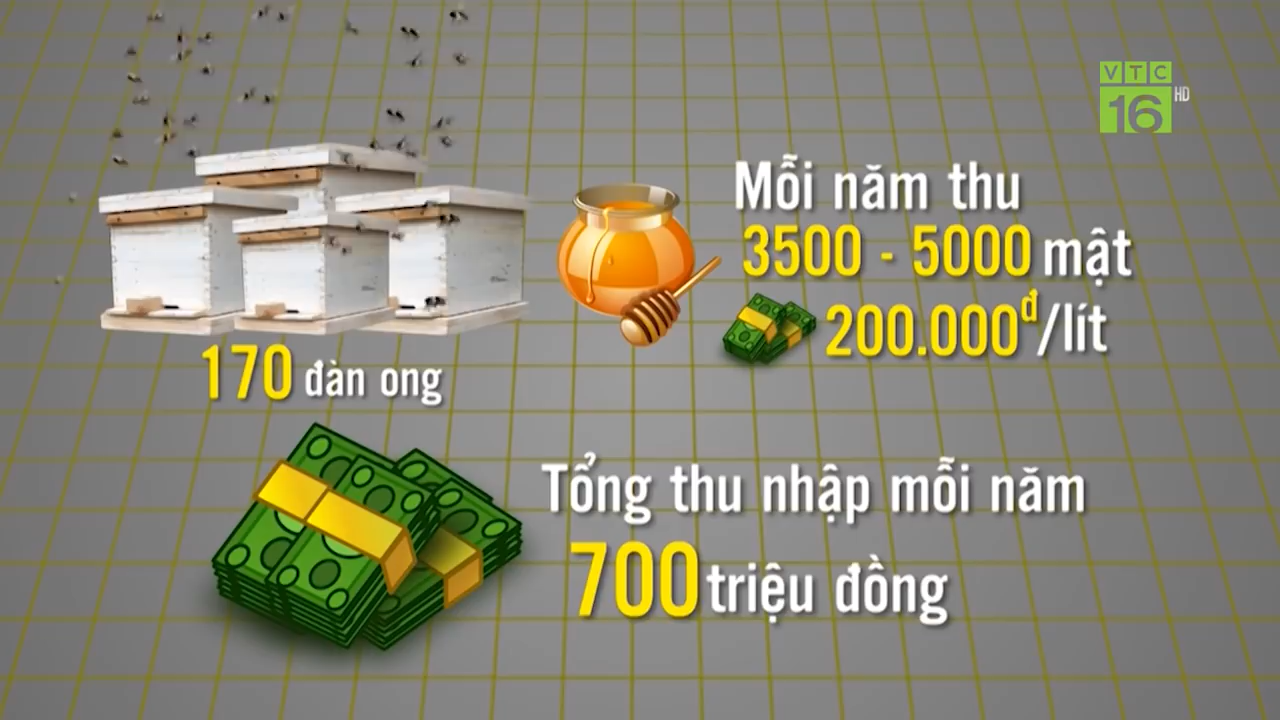 VTC
16 HD
Mỗi năm thu
3500 - 5000 mật
200.000đ/lít
170 đàn ong
Tổng thu nhập mỗi năm
700 triệu đồng